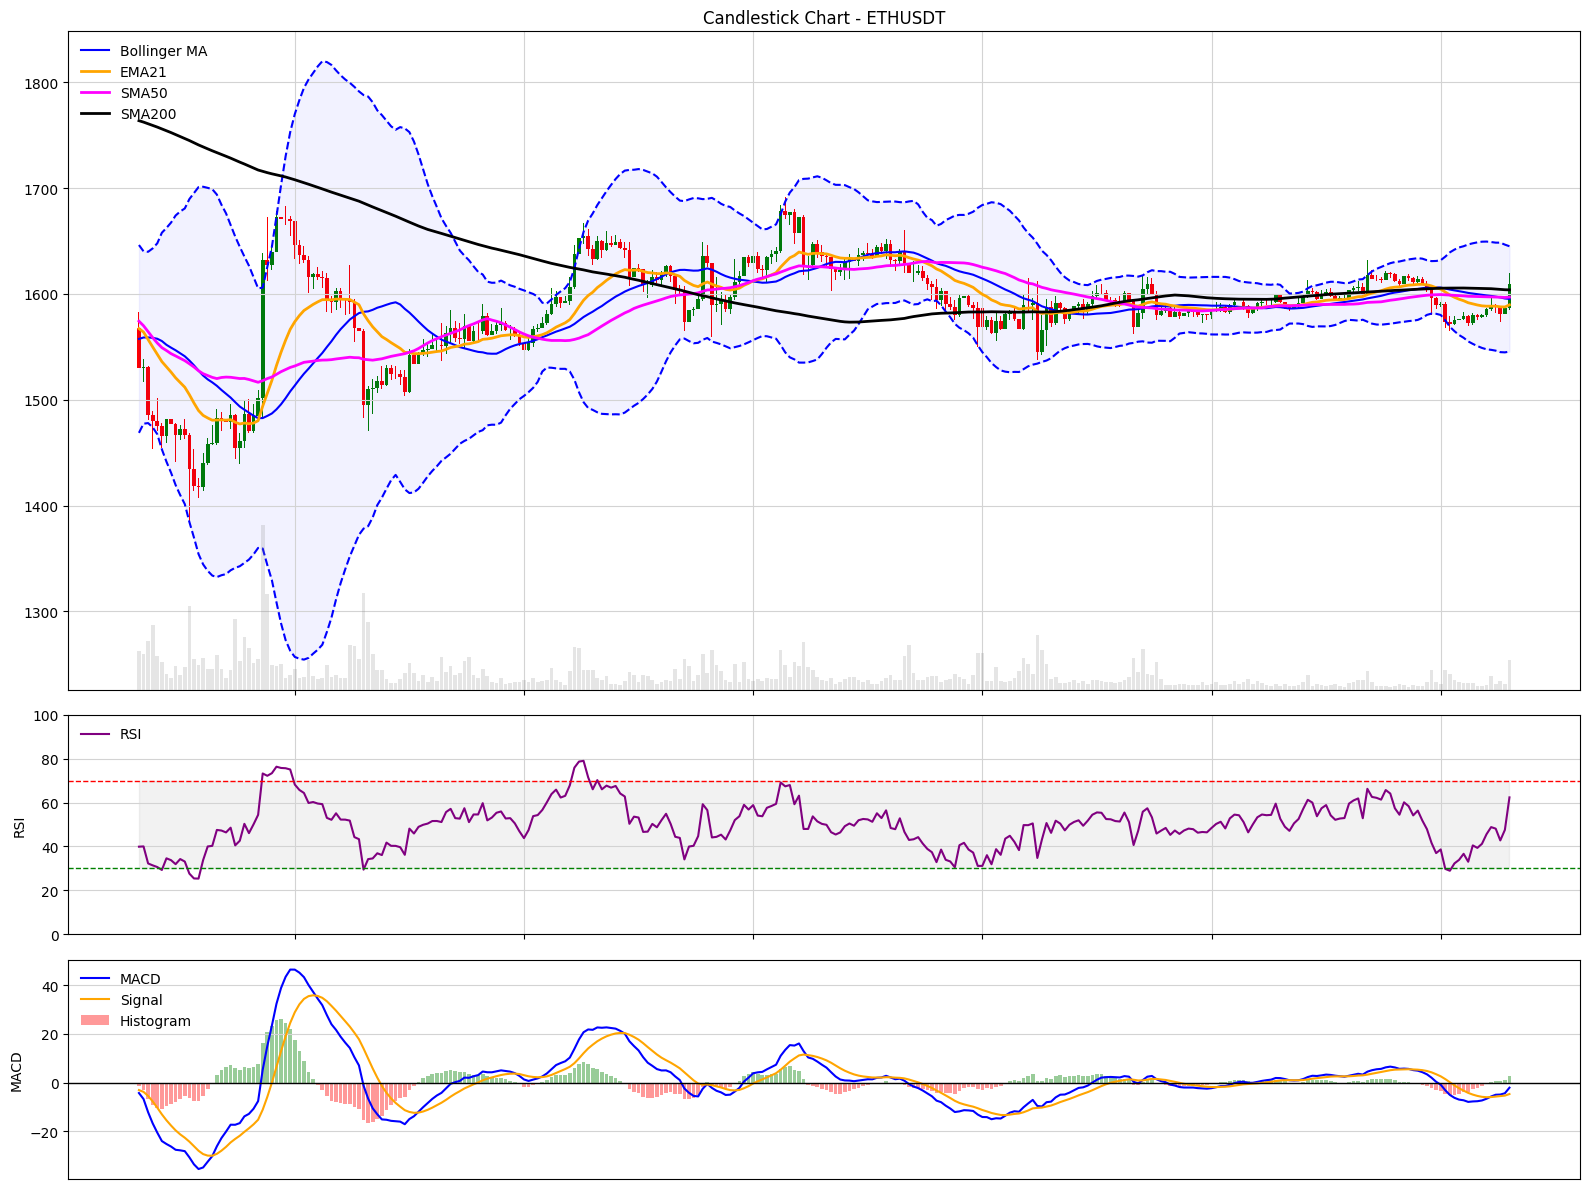 Candlestick Chart - ETHUSDT
Bollinger MA
EMA21
SMA50
SMA200
1800
1700
1600
1500
1400
1300
RSI
100
80
60
40
20
0
RSI
MACD
Signal
Histogram
40
20
0
−20
MACD